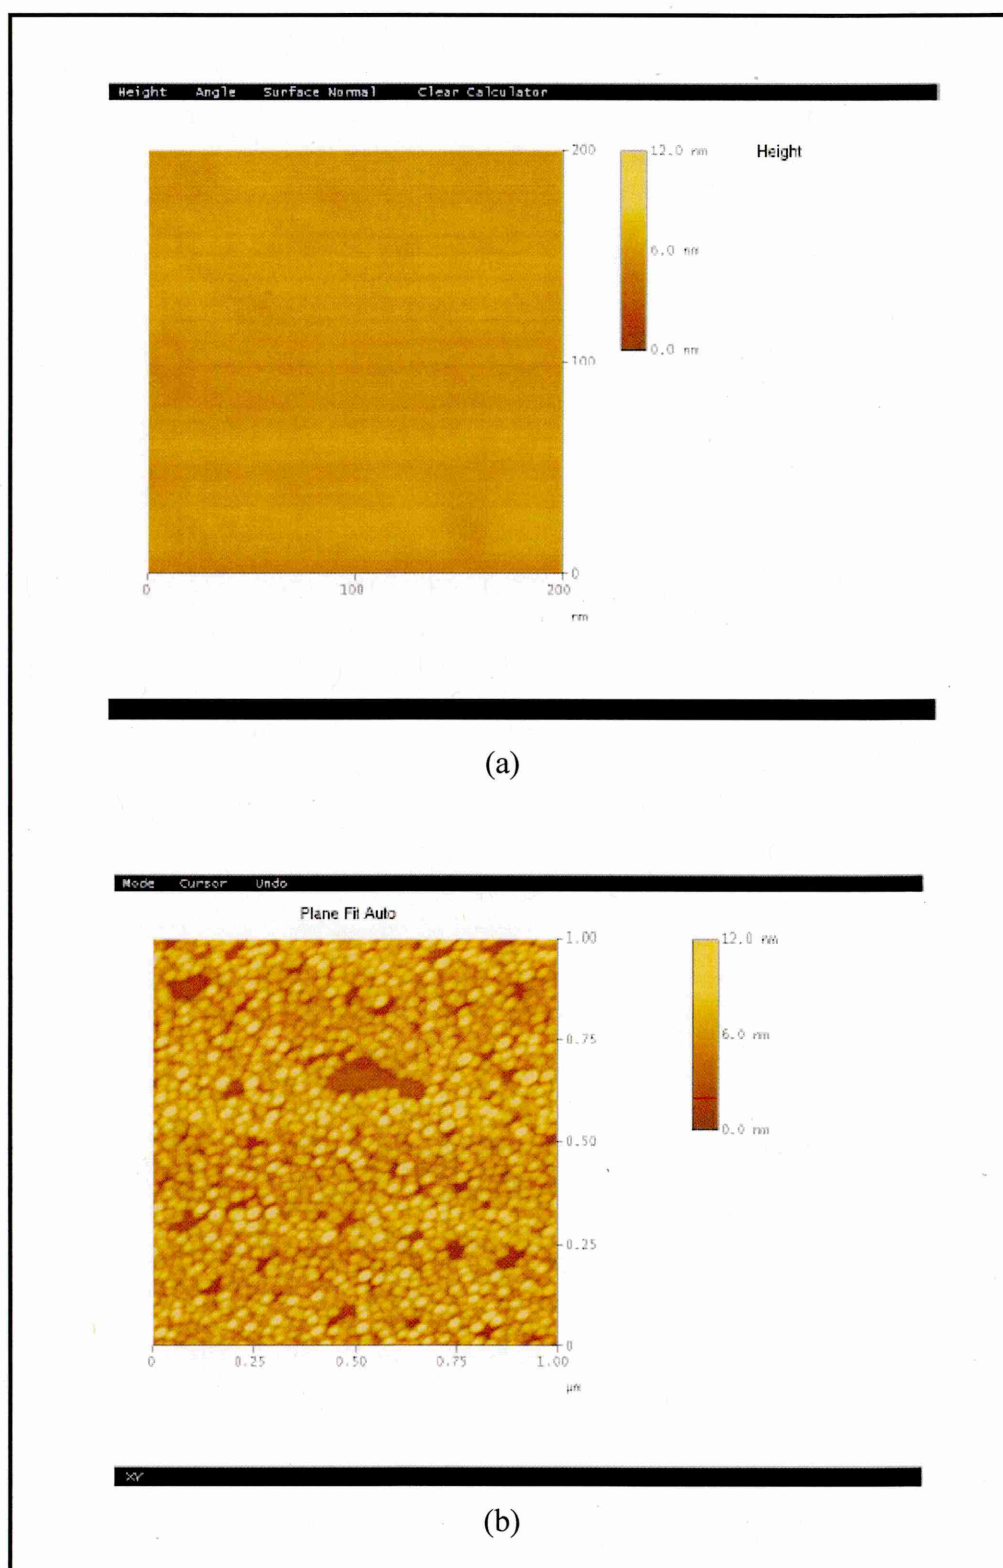 Height Angle Surface Normal Clear Calculator
200 12.0 nm Height
6.0 nm
0.0 nm
100
0
0 100 200
nm
(a)
Mode Cursor Undo
Plane Fit Auto
1.00 12.0 nm
0.75 6.0 nm
0.0 nm
0.50
0.25
0
0 0.25 0.50 0.75 1.00
µm
XY
(b)